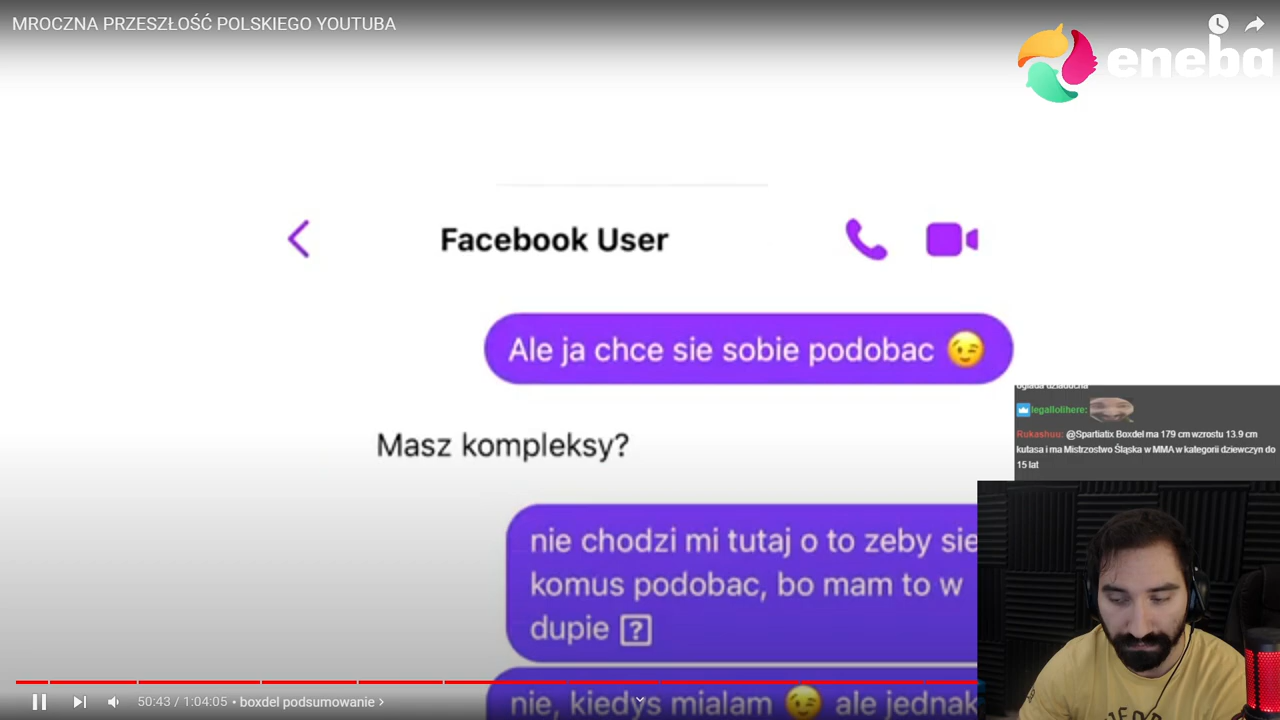 MROCZNA PRZESZŁOŚĆ POLSKIEGO YOUTUBA
eneba
Facebook User
Ale ja chce sie sobie podobac 😉
legallolihere:
Rukashuu: @Spartiatix Boxdel ma 179 cm wzrostu 13.9 cm
kutasa i ma Mistrzostwo Śląska w MMA w kategorii dziewczyn do
15 lat
Masz kompleksy?
nie chodzi mi tutaj o to zeby sie
komus podobac, bo mam to w
dupie
nie, kiedys mialam 😉 ale jednak
50:43 / 1:04:05 • boxdel podsumowanie >